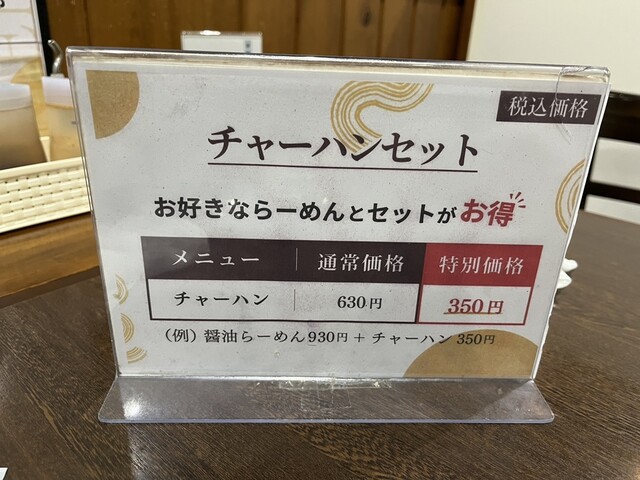 税込価格
チャーハンセット
お好きならーめんとセットがお得
メニュー 通常価格 特別価格
チャーハン 630円 350円
(例)醤油らーめん930円+チャーハン350円